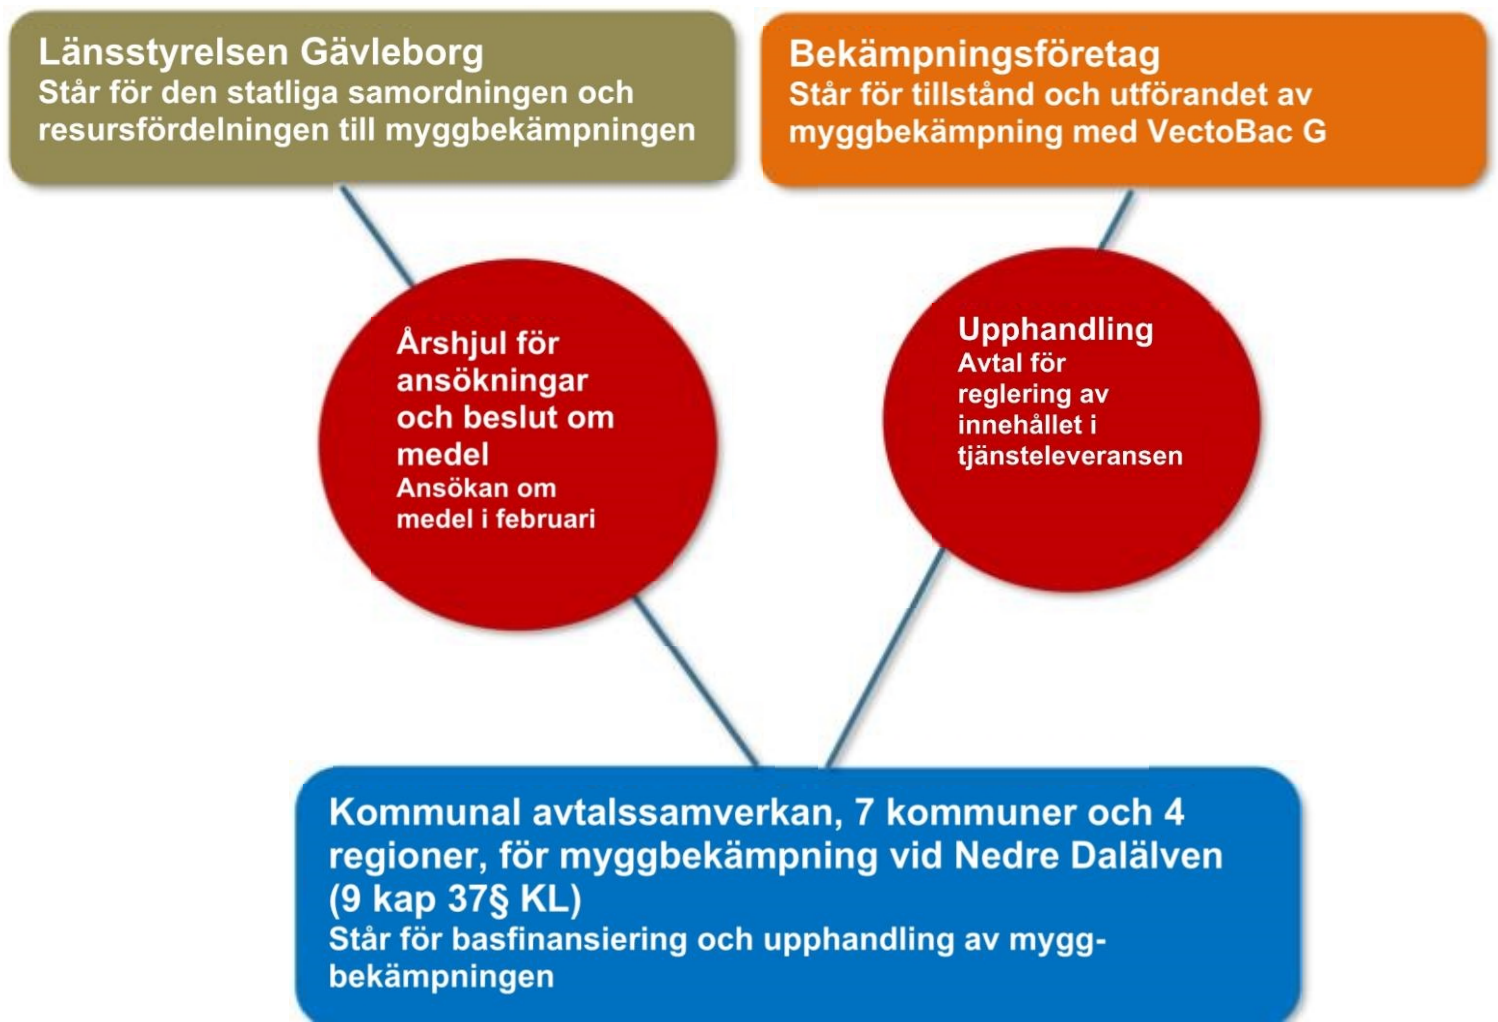 Länsstyrelsen Gävleborg
Står för den statliga samordningen och
resursfördelningen till myggbekämpningen
Bekämpningsföretag
Står för tillstånd och utförandet av
myggbekämpning med VectoBac G
Årshjul för
ansökningar
och beslut om
medel
Ansökan om
medel i februari
Upphandling
Avtal för
reglering av
innehållet i
tjänsteleveransen
Kommunal avtalssamverkan, 7 kommuner och 4
regioner, för myggbekämpning vid Nedre Dalälven
(9 kap 37§ KL)
Står för basfinansiering och upphandling av mygg-
bekämpningen